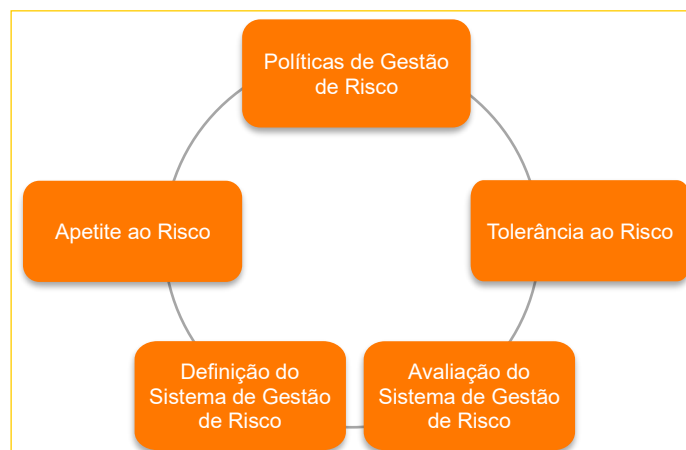 Políticas de Gestão
de Risco
Apetite ao Risco
Tolerância ao Risco
Definição do
Sistema de Gestão
de Risco
Avaliação do
Sistema de Gestão
de Risco